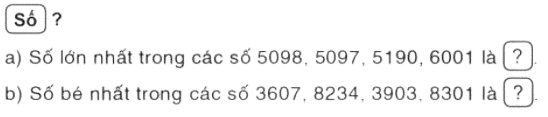 Số ?
a) Số lớn nhất trong các số 5098, 5097, 5190, 6001 là ?.
b) Số bé nhất trong các số 3607, 8234, 3903, 8301 là ?.